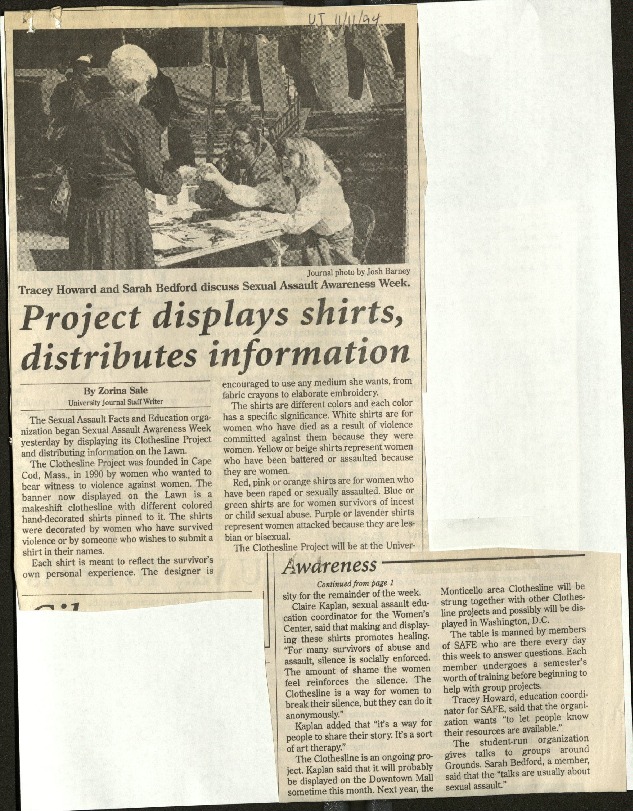 UJ 11/11/94
Journal photo by Josh Barney
Tracey Howard and Sarah Bedford discuss Sexual Assault Awareness Week.
Project displays shirts,
distributes information
By Zorina Sale
University Journal Staff Writer
The Sexual Assault Facts and Education orga-
nization began Sexual Assault Awareness Week
yesterday by displaying its Clothesline Project
and distributing information on the Lawn.
The Clothesline Project was founded in Cape
Cod, Mass., in 1990 by women who wanted to
bear witness to violence against women. The
banner now displayed on the Lawn is a
makeshift clothesline with different colored
hand-decorated shirts pinned to it. The shirts
were decorated by women who have survived
violence or by someone who wishes to submit a
shirt in their names.
Each shirt is meant to reflect the survivor's
own personal experience. The designer is
encouraged to use any medium she wants, from
fabric crayons to elaborate embroidery.
The shirts are different colors and each color
has a specific significance. White shirts are for
women who have died as a result of violence
committed against them because they were
women. Yellow or beige shirts represent women
who have been battered or assaulted because
they are women.
Red, pink or orange shirts are for women who
have been raped or sexually assaulted. Blue or
green shirts are for women survivors of incest
or child sexual abuse. Purple or lavender shirts
represent women attacked because they are les-
bian or bisexual.
The Clothesline Project will be at the Univer-
Awareness
Continued from page 1
sity for the remainder of the week.
Claire Kaplan, sexual assault edu-
cation coordinator for the Women's
Center, said that making and display-
ing these shirts promotes healing.
"For many survivors of abuse and
assault, silence is socially enforced.
The amount of shame the women
feel reinforces the silence. The
Clothesline is a way for women to
break their silence, but they can do it
anonymously."
Kaplan added that "it's a way for
people to share their story. It's a sort
of art therapy."
The Clothesline is an ongoing pro-
ject. Kaplan said that it will probably
be displayed on the Downtown Mall
sometime this month. Next year, the
Monticello area Clothesline will be
strung together with other Clothes-
line projects and possibly will be dis-
played in Washington, D.C.
The table is manned by members
of SAFE who are there every day
this week to answer questions. Each
member undergoes a semester's
worth of training before beginning to
help with group projects.
Tracey Howard, education coordi-
nator for SAFE, said that the organi-
zation wants "to let people know
their resources are available."
The student-run organization
gives talks to groups around
Grounds. Sarah Bedford, a member,
said that the "talks are usually about
sexual assault."